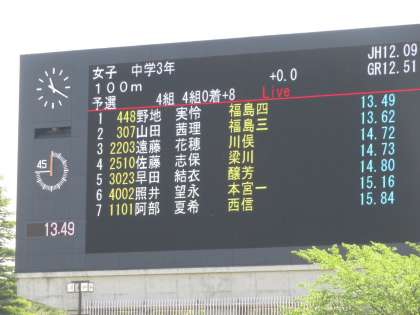 女子 中学3年
JH12.09
100m
+0.0
GR12.51
予選 4組 4組0着+8 Live
1 448 野地 実怜 福島四 13.49
2 307 山田 茜理 福島三 13.62
3 2203 遠藤 花穂 川俣 14.72
4 2510 佐藤 志保 梁川 14.73
5 3023 早田 結衣 醸芳 14.80
6 4002 照井 望永 本宮一 15.16
7 1101 阿部 夏希 西信 15.84
45
13.49